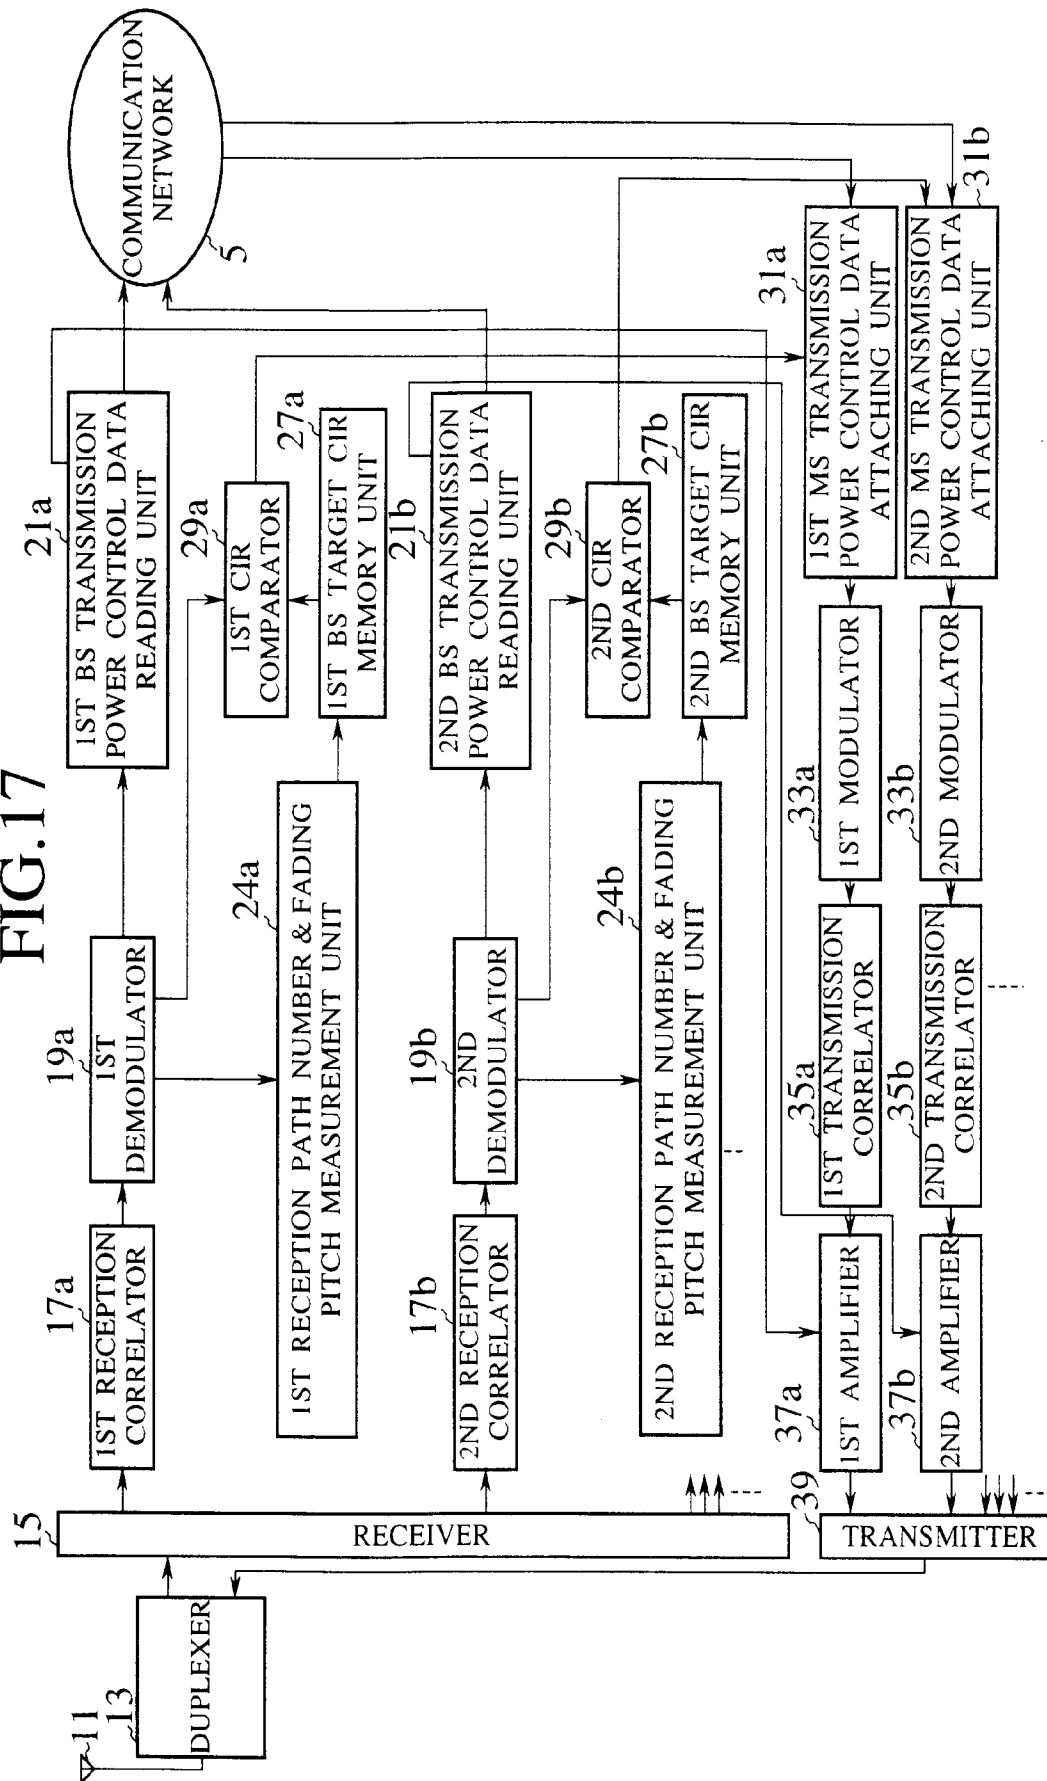 FIG.17
11
13
DUPLEXER
15
RECEIVER
17a
1ST RECEPTION
CORRELATOR
19a
1ST
DEMODULATOR
21a
1ST BS TRANSMISSION
POWER CONTROL DATA
READING UNIT
COMMUNICATION
NETWORK
5
24a
1ST RECEPTION PATH NUMBER & FADING
PITCH MEASUREMENT UNIT
29a
1ST CIR
COMPARATOR
27a
1ST BS TARGET CIR
MEMORY UNIT
17b
2ND RECEPTION
CORRELATOR
19b
2ND
DEMODULATOR
21b
2ND BS TRANSMISSION
POWER CONTROL DATA
READING UNIT
24b
2ND RECEPTION PATH NUMBER & FADING
PITCH MEASUREMENT UNIT
29b
2ND CIR
COMPARATOR
27b
2ND BS TARGET CIR
MEMORY UNIT
39
TRANSMITTER
37a
1ST AMPLIFIER
35a
1ST TRANSMISSION
CORRELATOR
33a
1ST MODULATOR
31a
1ST MS TRANSMISSION
POWER CONTROL DATA
ATTACHING UNIT
37b
2ND AMPLIFIER
35b
2ND TRANSMISSION
CORRELATOR
33b
2ND MODULATOR
31b
2ND MS TRANSMISSION
POWER CONTROL DATA
ATTACHING UNIT